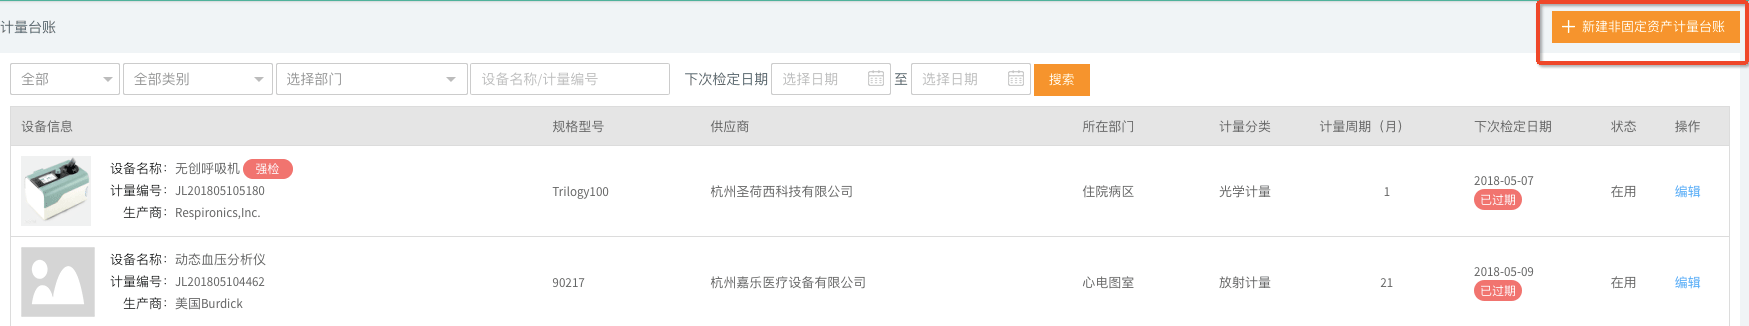 计量台账
新建非固定资产计量台账
全部 全部类别 选择部门 设备名称/计量编号 下次检定日期 选择日期 至 选择日期 搜索
设备信息 规格型号 供应商 所在部门 计量分类 计量周期（月） 下次检定日期 状态 操作
设备名称：无创呼吸机 强检
计量编号：JL201805105180
生产商：Respironics,Inc.
Trilogy100 杭州圣荷西科技有限公司 住院病区 光学计量 1 2018-05-07 已过期 在用 编辑
设备名称：动态血压分析仪
计量编号：JL201805104462
生产商：美国Burdick
90217 杭州嘉乐医疗设备有限公司 心电图室 放射计量 21 2018-05-09 已过期 在用 编辑